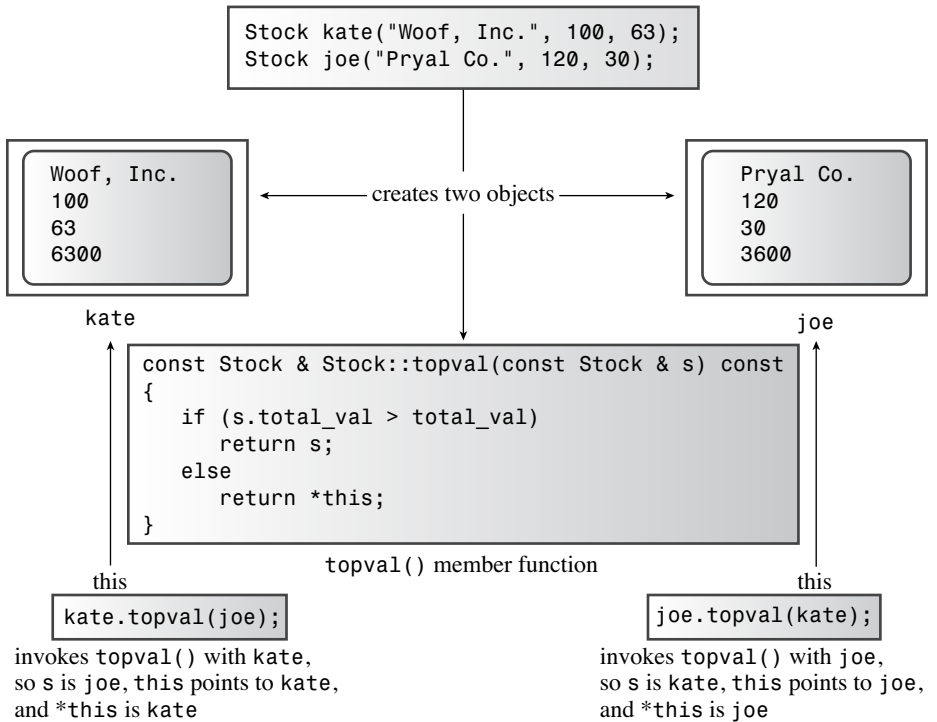 Stock kate("Woof, Inc.", 100, 63);
Stock joe("Pryal Co.", 120, 30);
Woof, Inc.
100
63
6300
kate
creates two objects
Pryal Co.
120
30
3600
joe
const Stock & Stock::topval(const Stock & s) const
{
if (s.total_val > total_val)
return s;
else
return *this;
}
topval() member function
this
kate.topval(joe);
invokes topval() with kate,
so s is joe, this points to kate,
and *this is kate
this
joe.topval(kate);
invokes topval() with joe,
so s is kate, this points to joe,
and *this is joe